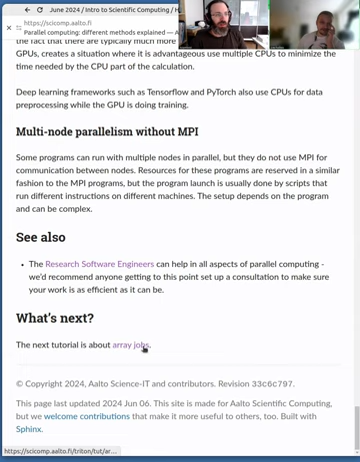 June 2024 / Intro to Scientific Computing / H
https://scicomp.aalto.fi
Parallel computing: different methods explained — A
the fact that there are typically much more
GPUs, creates a situation where it is advantageous use multiple CPUs to minimize the
time needed by the CPU part of the calculation.
Deep learning frameworks such as Tensorflow and PyTorch also use CPUs for data
preprocessing while the GPU is doing training.
Multi-node parallelism without MPI
Some programs can run with multiple nodes in parallel, but they do not use MPI for
communication between nodes. Resources for these programs are reserved in a similar
fashion to the MPI programs, but the program launch is usually done by scripts that
run different instructions on different machines. The setup depends on the program
and can be complex.
See also
• The Research Software Engineers can help in all aspects of parallel computing -
we'd recommend anyone getting to this point set up a consultation to make sure
your work is as efficient as it can be.
What's next?
The next tutorial is about array jobs.
© Copyright 2024, Aalto Science-IT and contributors. Revision 33c6c797.
This page last updated 2024 Jun 06. This site is made for Aalto Scientific Computing,
but we welcome contributions that make it more useful to others, too. Built with
Sphinx.
https://scicomp.aalto.fi/triton/tut/ar...